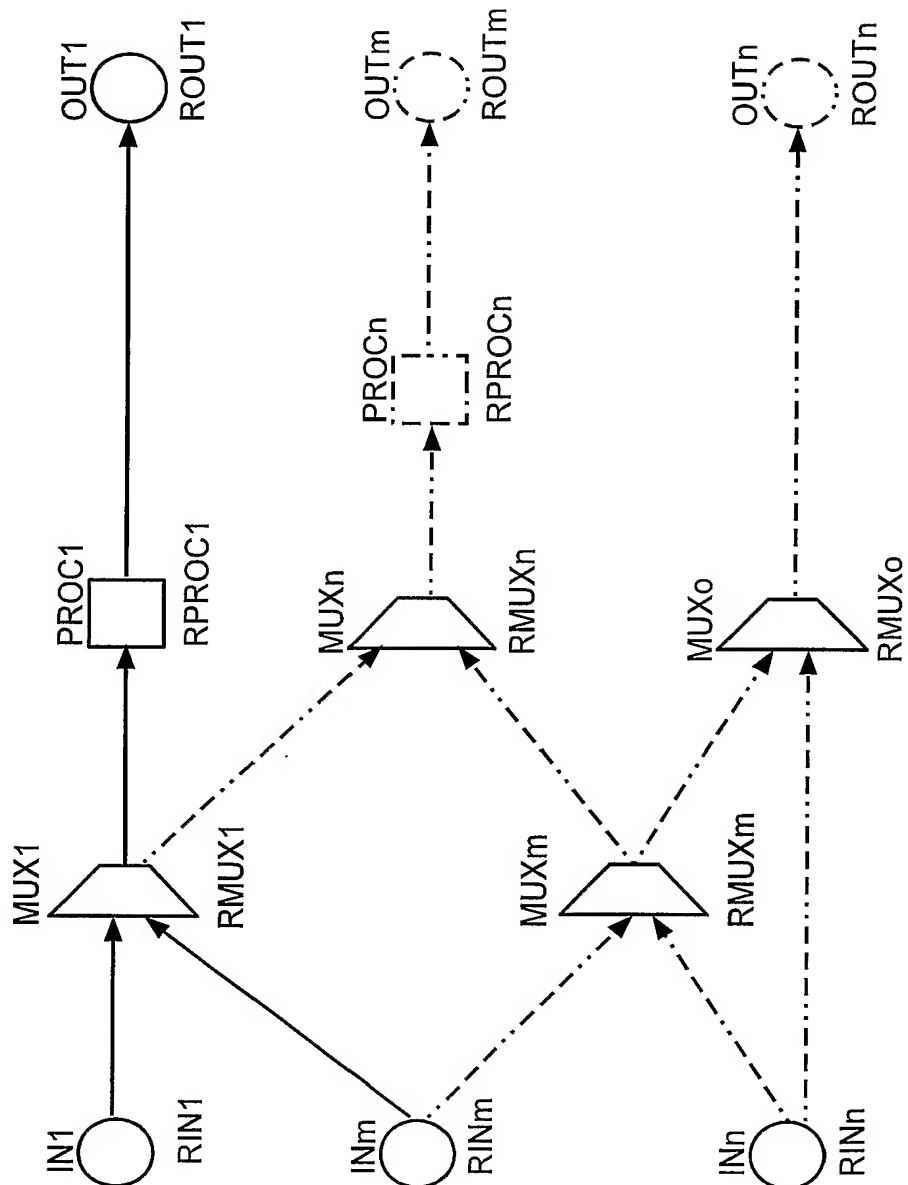 OUT1
ROUT1
OUTm
ROUTm
OUTn
ROUTn
PROCn
RPROCn
PROC1
RPROC1
MUXn
RMUXn
MUXo
RMUXo
MUX1
RMUX1
MUXm
RMUXm
IN1
RIN1
INm
RINm
INn
RINn